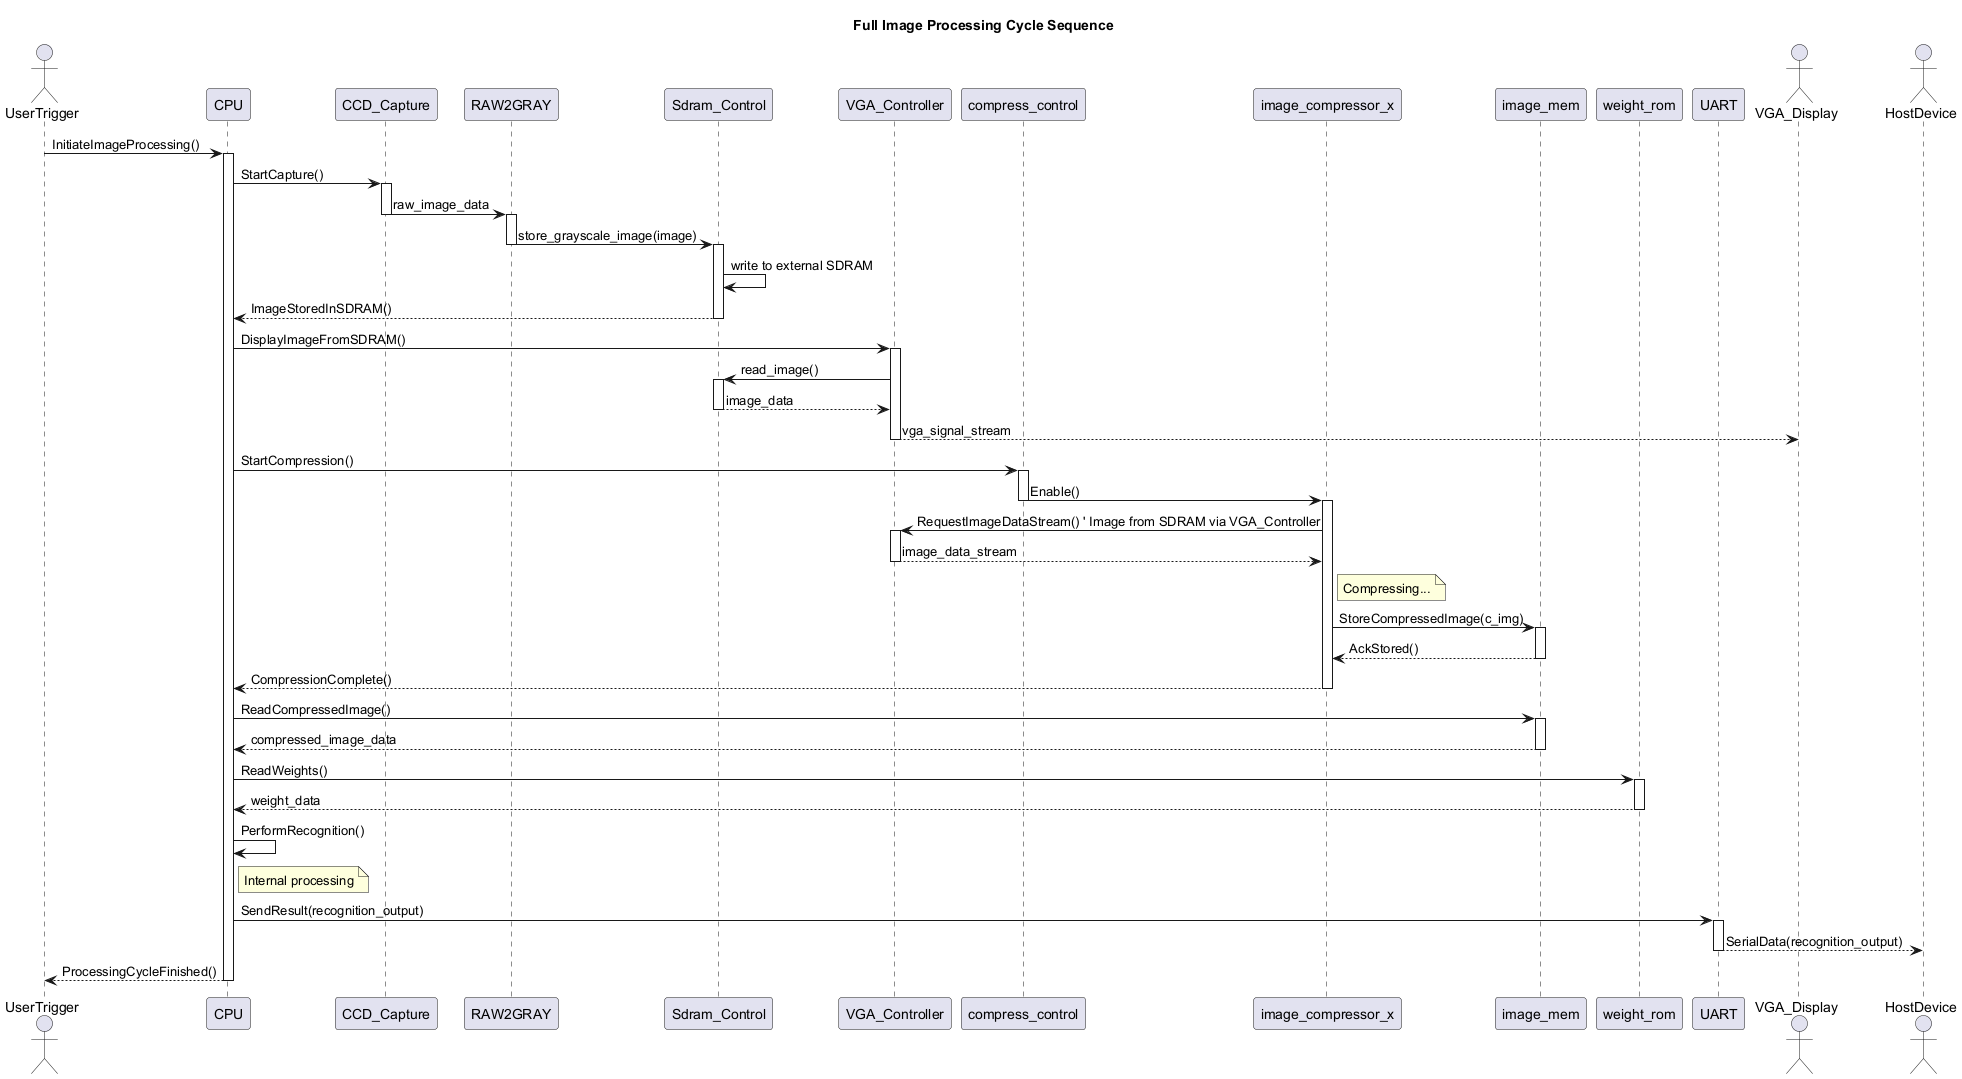 Full Image Processing Cycle Sequence
UserTrigger
CPU
CCD_Capture
RAW2GRAY
Sdram_Control
VGA_Controller
compress_control
image_compressor_x
image_mem
weight_rom
UART
VGA_Display
HostDevice
InitiateImageProcessing()
StartCapture()
raw_image_data
store_grayscale_image(image)
write to external SDRAM
ImageStoredInSDRAM()
DisplayImageFromSDRAM()
read_image()
image_data
vga_signal_stream
StartCompression()
Enable()
RequestImageDataStream() ' Image from SDRAM via VGA_Controller
image_data_stream
Compressing...
StoreCompressedImage(c_img)
AckStored()
CompressionComplete()
ReadCompressedImage()
compressed_image_data
ReadWeights()
weight_data
PerformRecognition()
Internal processing
SendResult(recognition_output)
SerialData(recognition_output)
ProcessingCycleFinished()
UserTrigger
CPU
CCD_Capture
RAW2GRAY
Sdram_Control
VGA_Controller
compress_control
image_compressor_x
image_mem
weight_rom
UART
VGA_Display
HostDevice